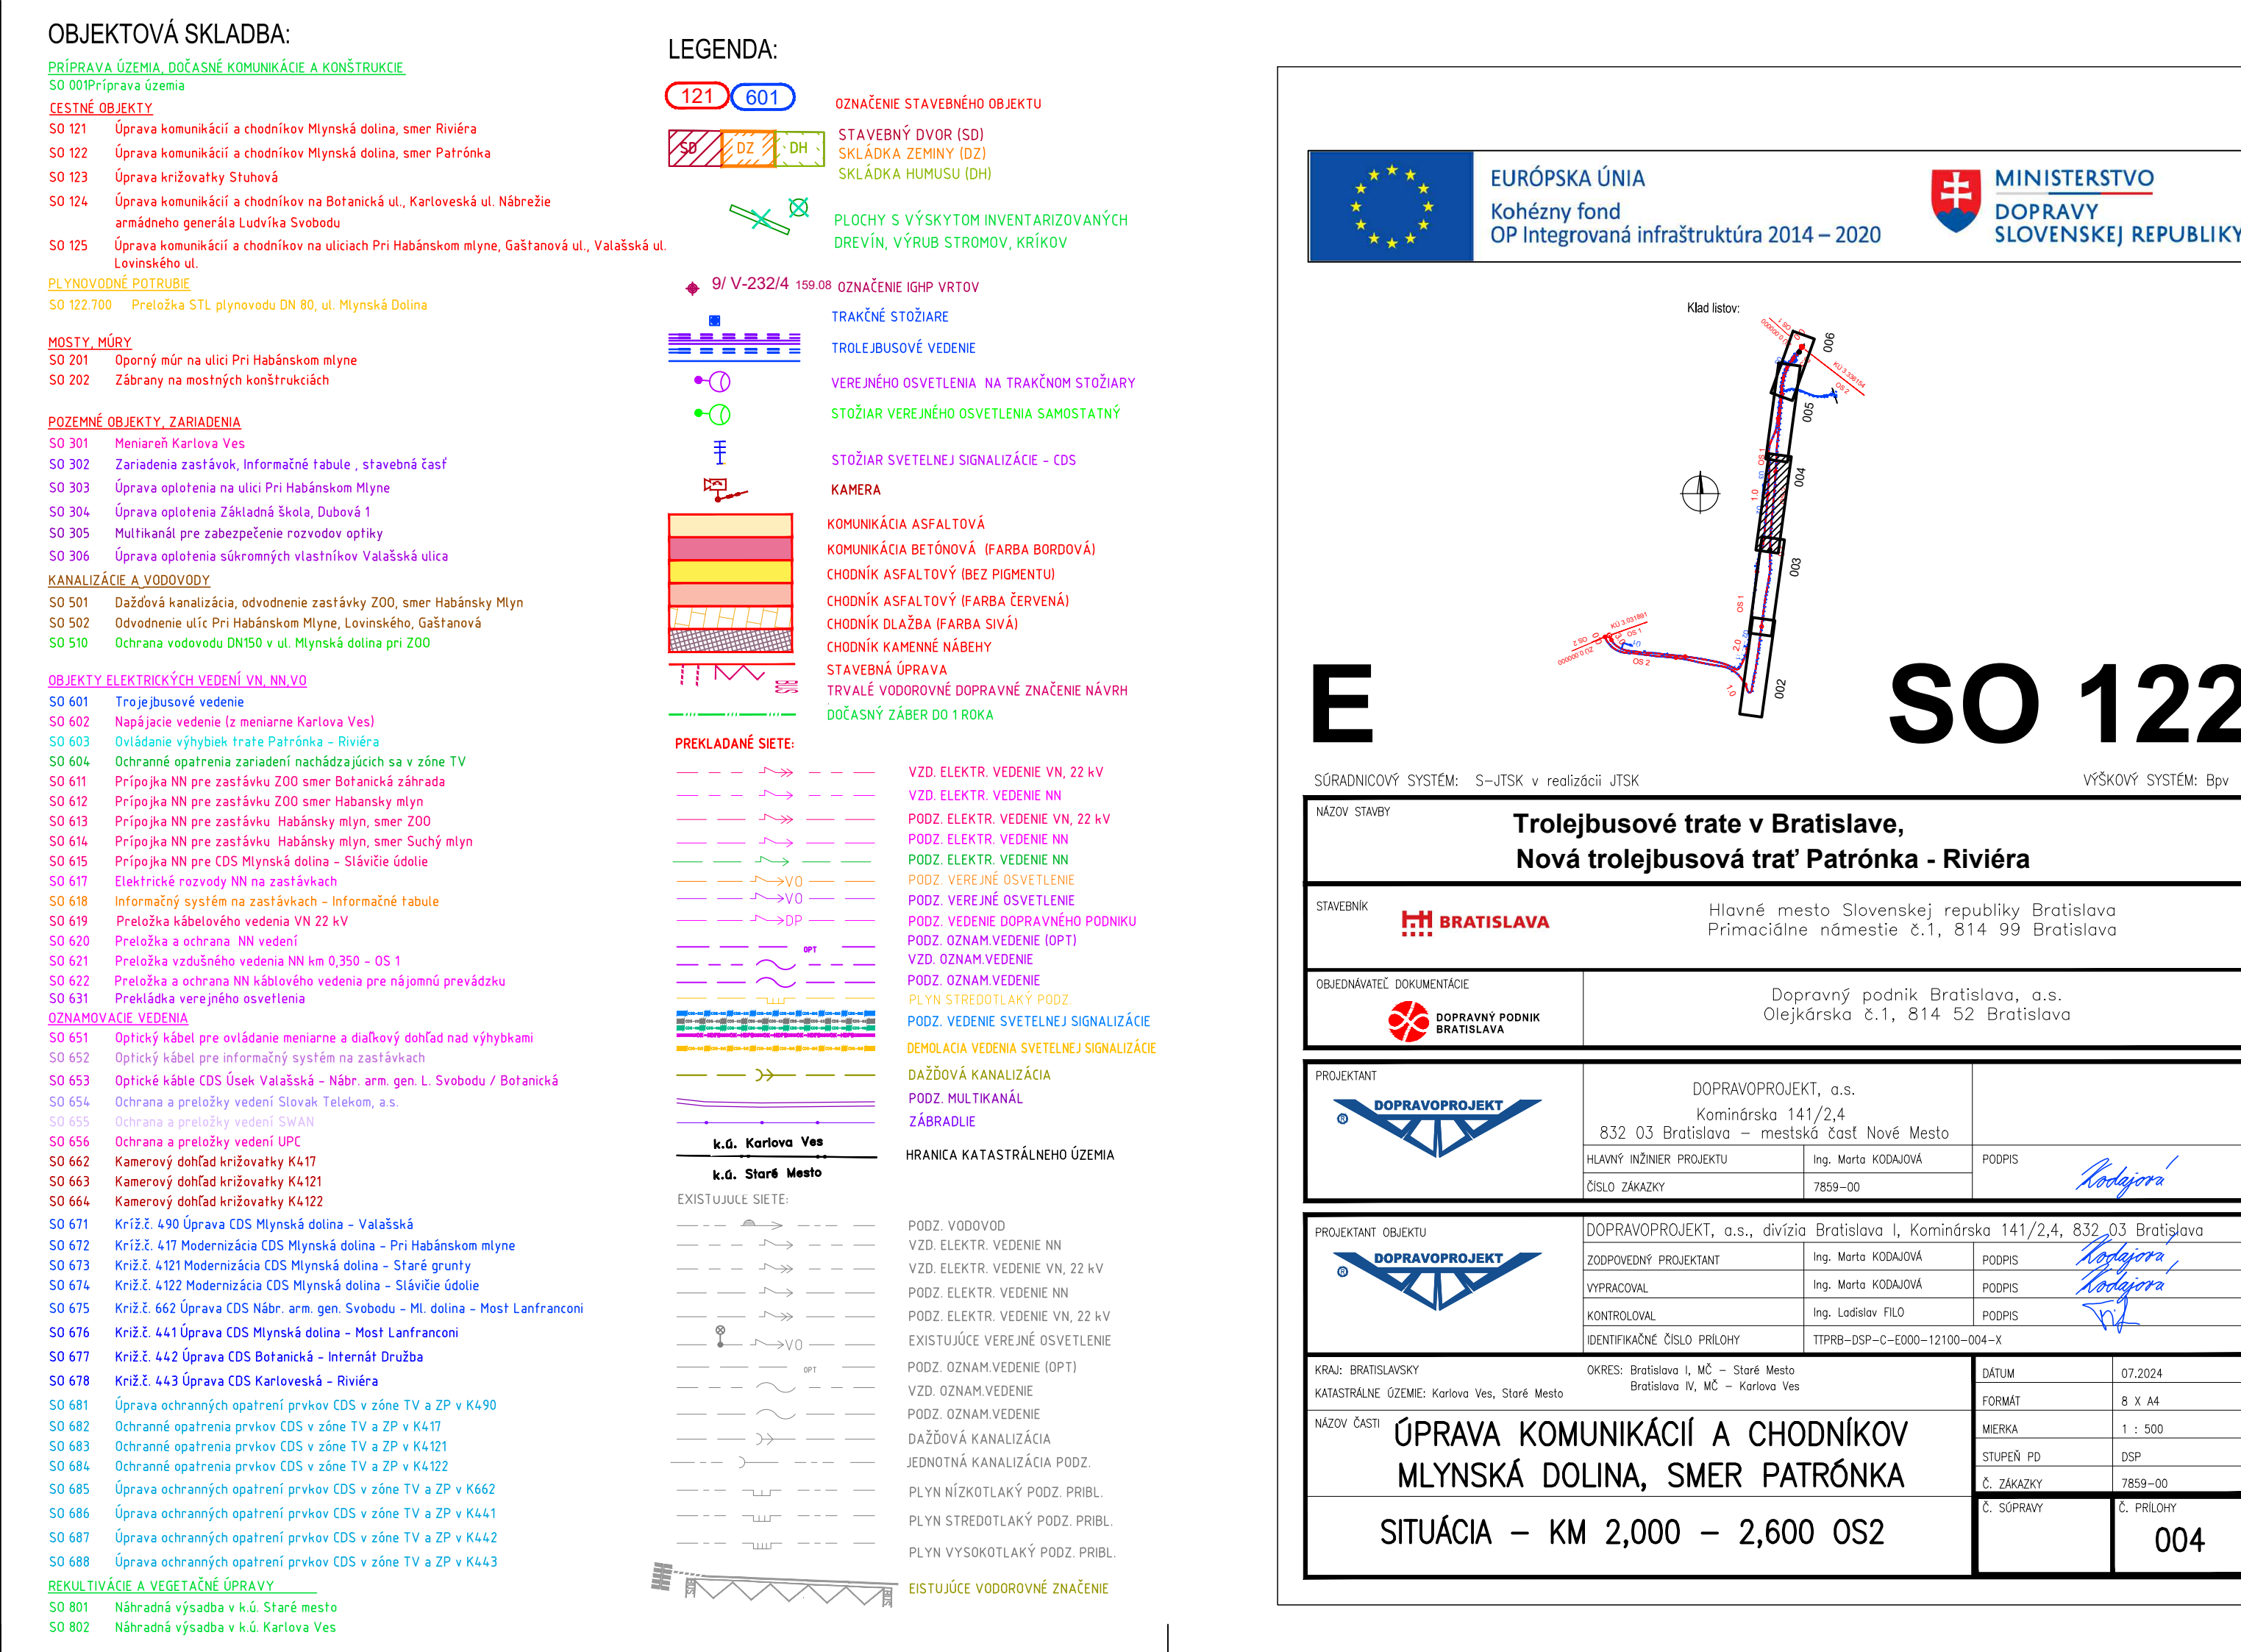 OBJEKTOVÁ SKLADBA:
PRÍPRAVA ÚZEMIA, DOČASNÉ KOMUNIKÁCIE A KONŠTRUKCIE
SO 001Príprava územia
CESTNÉ OBJEKTY
SO 121 Úprava komunikácií a chodníkov Mlynská dolina, smer Riviéra
SO 122 Úprava komunikácií a chodníkov Mlynská dolina, smer Patrónka
SO 123 Úprava križovatky Stuhová
SO 124 Úprava komunikácií a chodníkov na Botanická ul., Karloveská ul. Nábrežie
armádneho generála Ludvíka Svobodu
SO 125 Úprava komunikácií a chodníkov na uliciach Pri Habánskom mlyne, Gaštanová ul., Valašská ul.
Lovinského ul.
PLYNOVODNÉ POTRUBIE
SO 122.700 Preložka STL plynovodu DN 80, ul. Mlynská Dolina
MOSTY, MÚRY
SO 201 Oporný múr na ulici Pri Habánskom mlyne
SO 202 Zábrany na mostných konštrukciách
POZEMNÉ OBJEKTY, ZARIADENIA
SO 301 Meniareň Karlova Ves
SO 302 Zariadenia zastávok, Informačné tabule , stavebná časť
SO 303 Úprava oplotenia na ulici Pri Habánskom Mlyne
SO 304 Úprava oplotenia Základná škola, Dubová 1
SO 305 Multikanál pre zabezpečenie rozvodov optiky
SO 306 Úprava oplotenia súkromných vlastníkov Valašská ulica
KANALIZÁCIE A VODOVODY
SO 501 Dažďová kanalizácia, odvodnenie zastávky ZOO, smer Habánsky Mlyn
SO 502 Odvodnenie ulíc Pri Habánskom Mlyne, Lovinského, Gaštanová
SO 510 Ochrana vodovodu DN150 v ul. Mlynská dolina pri ZOO
OBJEKTY ELEKTRICKÝCH VEDENÍ VN, NN,VO
SO 601 Trojejbusové vedenie
SO 602 Napájacie vedenie (z meniarne Karlova Ves)
SO 603 Ovládanie výhybiek trate Patrónka - Riviéra
SO 604 Ochranné opatrenia zariadení nachádzajúcich sa v zóne TV
SO 611 Prípojka NN pre zastávku ZOO smer Botanická záhrada
SO 612 Prípojka NN pre zastávku ZOO smer Habansky mlyn
SO 613 Prípojka NN pre zastávku Habánsky mlyn, smer ZOO
SO 614 Prípojka NN pre zastávku Habánsky mlyn, smer Suchý mlyn
SO 615 Prípojka NN pre CDS Mlynská dolina - Slávičie údolie
SO 617 Elektrické rozvody NN na zastávkach
SO 618 Informačný systém na zastávkach - Informačné tabule
SO 619 Preložka kábelového vedenia VN 22 kV
SO 620 Preložka a ochrana NN vedení
SO 621 Preložka vzdušného vedenia NN km 0,350 - OS 1
SO 622 Preložka a ochrana NN káblového vedenia pre nájomnú prevádzku
SO 631 Prekládka verejného osvetlenia
OZNAMOVACIE VEDENIA
SO 651 Optický kábel pre ovládanie meniarne a diaľkový dohľad nad výhybkami
SO 652 Optický kábel pre informačný systém na zastávkach
SO 653 Optické káble CDS Úsek Valašská - Nábr. arm. gen. L. Svobodu / Botanická
SO 654 Ochrana a preložky vedení Slovak Telekom, a.s.
SO 655 Ochrana a preložky vedení SWAN
SO 656 Ochrana a preložky vedení UPC
SO 662 Kamerový dohľad križovatky K417
SO 663 Kamerový dohľad križovatky K4121
SO 664 Kamerový dohľad križovatky K4122
SO 671 Kríž.č. 490 Úprava CDS Mlynská dolina - Valašská
SO 672 Kríž.č. 417 Modernizácia CDS Mlynská dolina - Pri Habánskom mlyne
SO 673 Križ.č. 4121 Modernizácia CDS Mlynská dolina - Staré grunty
SO 674 Križ.č. 4122 Modernizácia CDS Mlynská dolina - Slávičie údolie
SO 675 Križ.č. 662 Úprava CDS Nábr. arm. gen. Svobodu - Ml. dolina - Most Lanfranconi
SO 676 Križ.č. 441 Úprava CDS Mlynská dolina - Most Lanfranconi
SO 677 Križ.č. 442 Úprava CDS Botanická - Internát Družba
SO 678 Križ.č. 443 Úprava CDS Karloveská - Riviéra
SO 681 Úprava ochranných opatrení prvkov CDS v zóne TV a ZP v K490
SO 682 Ochranné opatrenia prvkov CDS v zóne TV a ZP v K417
SO 683 Ochranné opatrenia prvkov CDS v zóne TV a ZP v K4121
SO 684 Ochranné opatrenia prvkov CDS v zóne TV a ZP v K4122
SO 685 Úprava ochranných opatrení prvkov CDS v zóne TV a ZP v K662
SO 686 Úprava ochranných opatrení prvkov CDS v zóne TV a ZP v K441
SO 687 Úprava ochranných opatrení prvkov CDS v zóne TV a ZP v K442
SO 688 Úprava ochranných opatrení prvkov CDS v zóne TV a ZP v K443
REKULTIVÁCIE A VEGETAČNÉ ÚPRAVY
SO 801 Náhradná výsadba v k.ú. Staré mesto
SO 802 Náhradná výsadba v k.ú. Karlova Ves
LEGENDA:
121 601 OZNAČENIE STAVEBNÉHO OBJEKTU
SD DZ DH
STAVEBNÝ DVOR (SD)
SKLÁDKA ZEMINY (DZ)
SKLÁDKA HUMUSU (DH)
PLOCHY S VÝSKYTOM INVENTARIZOVANÝCH
DREVÍN, VÝRUB STROMOV, KRÍKOV
9/ V-232/4 159.08 OZNAČENIE IGHP VRTOV
TRAKČNÉ STOŽIARE
TROLEJBUSOVÉ VEDENIE
VEREJNÉHO OSVETLENIA NA TRAKČNOM STOŽIARY
STOŽIAR VEREJNÉHO OSVETLENIA SAMOSTATNÝ
STOŽIAR SVETELNEJ SIGNALIZÁCIE - CDS
KAMERA
KOMUNIKÁCIA ASFALTOVÁ
KOMUNIKÁCIA BETÓNOVÁ (FARBA BORDOVÁ)
CHODNÍK ASFALTOVÝ (BEZ PIGMENTU)
CHODNÍK ASFALTOVÝ (FARBA ČERVENÁ)
CHODNÍK DLAŽBA (FARBA SIVÁ)
CHODNÍK KAMENNÉ NÁBEHY
STAVEBNÁ ÚPRAVA
BUS TRVALÉ VODOROVNÉ DOPRAVNÉ ZNAČENIE NÁVRH
DOČASNÝ ZÁBER DO 1 ROKA
PREKLADANÉ SIETE:
VZD. ELEKTR. VEDENIE VN, 22 kV
VZD. ELEKTR. VEDENIE NN
PODZ. ELEKTR. VEDENIE VN, 22 kV
PODZ. ELEKTR. VEDENIE NN
PODZ. ELEKTR. VEDENIE NN
VO PODZ. VEREJNÉ OSVETLENIE
VO PODZ. VEREJNÉ OSVETLENIE
DP PODZ. VEDENIE DOPRAVNÉHO PODNIKU
OPT PODZ. OZNAM.VEDENIE (OPT)
VZD. OZNAM.VEDENIE
PODZ. OZNAM.VEDENIE
PLYN STREDOTLAKÝ PODZ.
PODZ. VEDENIE SVETELNEJ SIGNALIZÁCIE
DEMOLACIA VEDENIA SVETELNEJ SIGNALIZÁCIE
DAŽĎOVÁ KANALIZÁCIA
PODZ. MULTIKANÁL
ZÁBRADLIE
k.ú. Karlova Ves
HRANICA KATASTRÁLNEHO ÚZEMIA
k.ú. Staré Mesto
EXISTUJÚCE SIETE:
PODZ. VODOVOD
VZD. ELEKTR. VEDENIE NN
VZD. ELEKTR. VEDENIE VN, 22 kV
PODZ. ELEKTR. VEDENIE NN
PODZ. ELEKTR. VEDENIE VN, 22 kV
VO EXISTUJÚCE VEREJNÉ OSVETLENIE
OPT PODZ. OZNAM.VEDENIE (OPT)
VZD. OZNAM.VEDENIE
PODZ. OZNAM.VEDENIE
DAŽĎOVÁ KANALIZÁCIA
JEDNOTNÁ KANALIZÁCIA PODZ.
PLYN NÍZKOTLAKÝ PODZ. PRIBL.
PLYN STREDOTLAKÝ PODZ. PRIBL.
PLYN VYSOKOTLAKÝ PODZ. PRIBL.
EISTUJÚCE VODOROVNÉ ZNAČENIE
EURÓPSKA ÚNIA
Kohézny fond
OP Integrovaná infraštruktúra 2014 – 2020
MINISTERSTVO
DOPRAVY
SLOVENSKEJ REPUBLIKY
Klad listov:
006
005
004
003
002
KÚ 3.336154
OS 2
OS 1
1.0
OS 1
2.0
1.0
KÚ 3.031891
OS 1
OS 2
ZÚ 0.000000
OS 2
E SO 122
SÚRADNICOVÝ SYSTÉM: S-JTSK v realizácii JTSK
VÝŠKOVÝ SYSTÉM: Bpv
NÁZOV STAVBY
Trolejbusové trate v Bratislave,
Nová trolejbusová trať Patrónka - Riviéra
STAVEBNÍK
BRATISLAVA
Hlavné mesto Slovenskej republiky Bratislava
Primaciálne námestie č.1, 814 99 Bratislava
OBJEDNÁVATEĽ DOKUMENTÁCIE
DOPRAVNÝ PODNIK
BRATISLAVA
Dopravný podnik Bratislava, a.s.
Olejkárska č.1, 814 52 Bratislava
PROJEKTANT
DOPRAVOPROJEKT
DOPRAVOPROJEKT, a.s.
Kominárska 141/2,4
832 03 Bratislava – mestská časť Nové Mesto
HLAVNÝ INŽINIER PROJEKTU Ing. Marta KODAJOVÁ PODPIS Kodajová
ČÍSLO ZÁKAZKY 7859-00
PROJEKTANT OBJEKTU
DOPRAVOPROJEKT
DOPRAVOPROJEKT, a.s., divízia Bratislava I, Kominárska 141/2,4, 832 03 Bratislava
ZODPOVEDNÝ PROJEKTANT Ing. Marta KODAJOVÁ PODPIS Kodajová
VYPRACOVAL Ing. Marta KODAJOVÁ PODPIS Kodajová
KONTROLOVAL Ing. Ladislav FILO PODPIS
IDENTIFIKAČNÉ ČÍSLO PRÍLOHY TTPRB-DSP-C-E000-12100-004-X
KRAJ: BRATISLAVSKY
OKRES: Bratislava I, MČ – Staré Mesto
Bratislava IV, MČ – Karlova Ves
KATASTRÁLNE ÚZEMIE: Karlova Ves, Staré Mesto
DÁTUM 07.2024
FORMÁT 8 X A4
MIERKA 1 : 500
STUPEŇ PD DSP
Č. ZÁKAZKY 7859-00
NÁZOV ČASTI
ÚPRAVA KOMUNIKÁCIÍ A CHODNÍKOV
MLYNSKÁ DOLINA, SMER PATRÓNKA
SITUÁCIA – KM 2,000 – 2,600 OS2
Č. SÚPRAVY
Č. PRÍLOHY
004